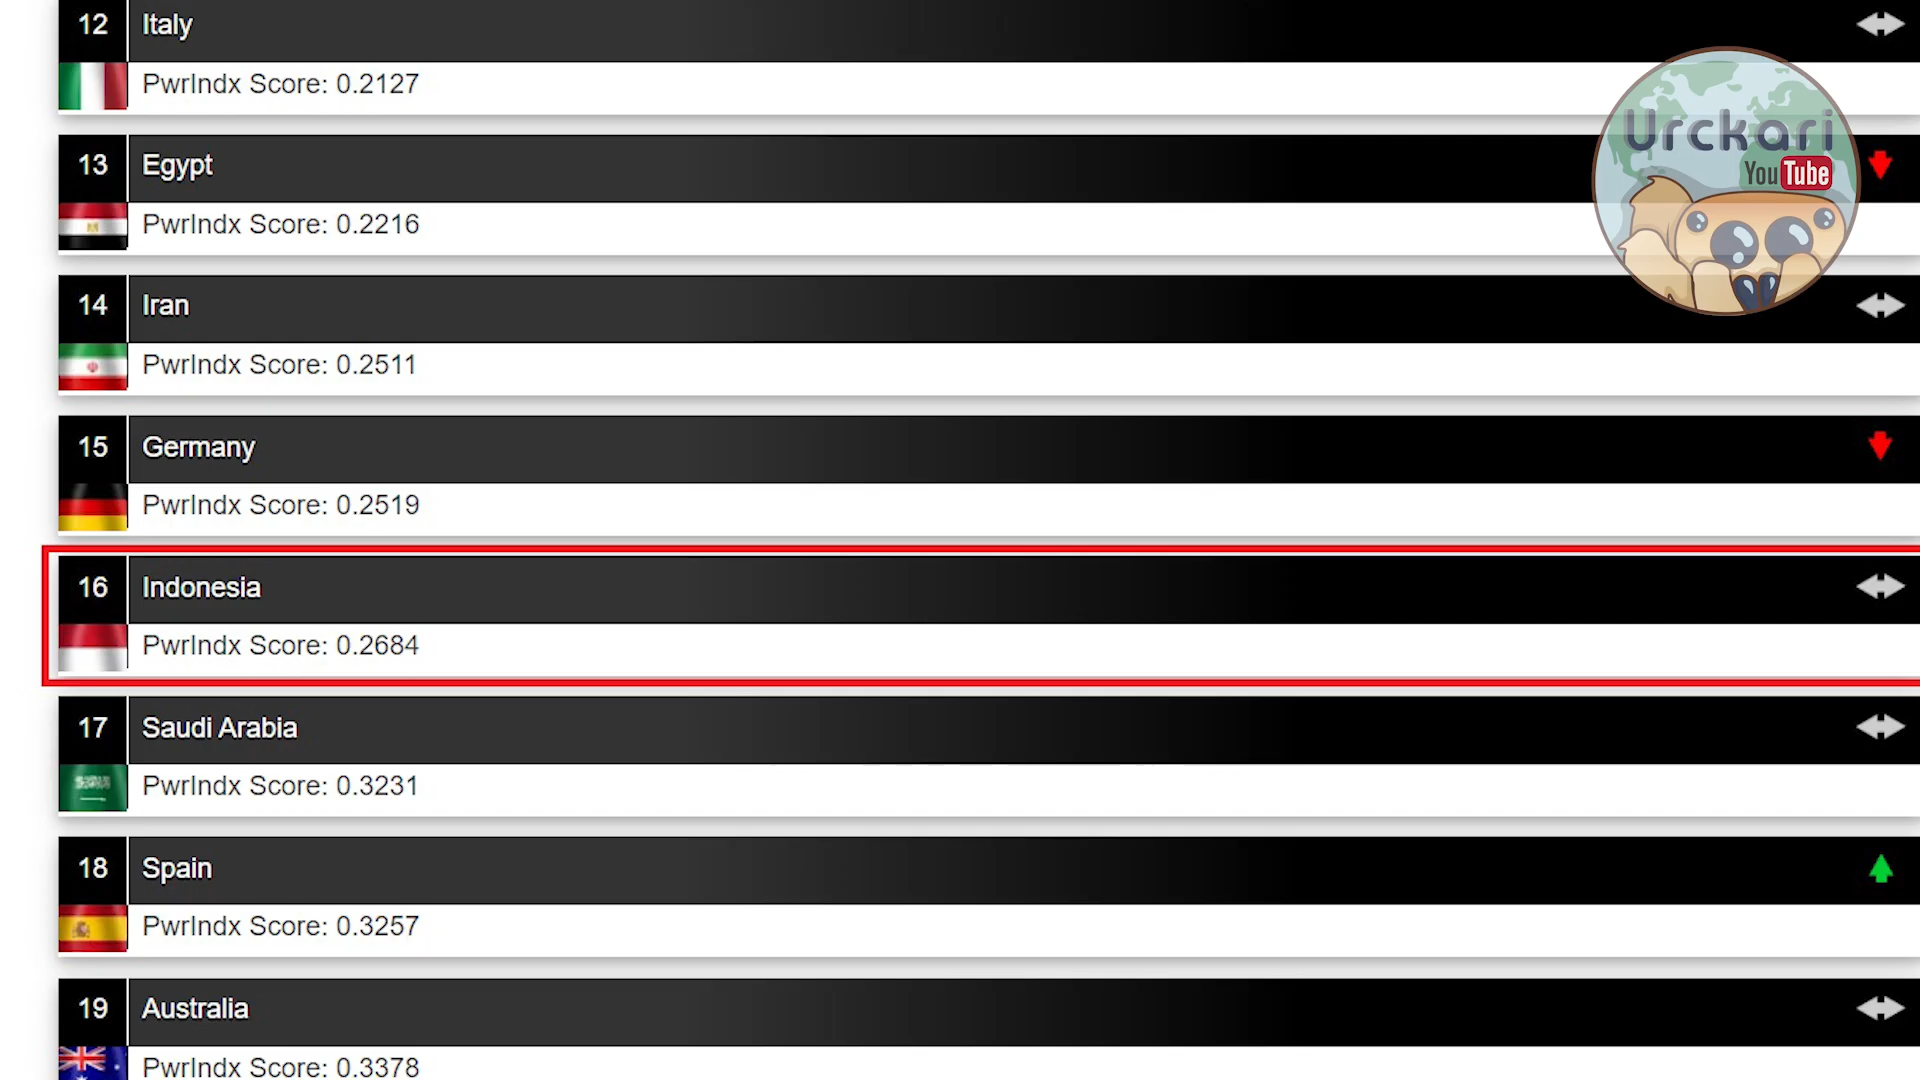 12 Italy
PwrIndx Score: 0.2127
Urckari
YouTube
13 Egypt
PwrIndx Score: 0.2216
14 Iran
PwrIndx Score: 0.2511
15 Germany
PwrIndx Score: 0.2519
16 Indonesia
PwrIndx Score: 0.2684
17 Saudi Arabia
PwrIndx Score: 0.3231
18 Spain
PwrIndx Score: 0.3257
19 Australia
PwrIndx Score: 0.3378